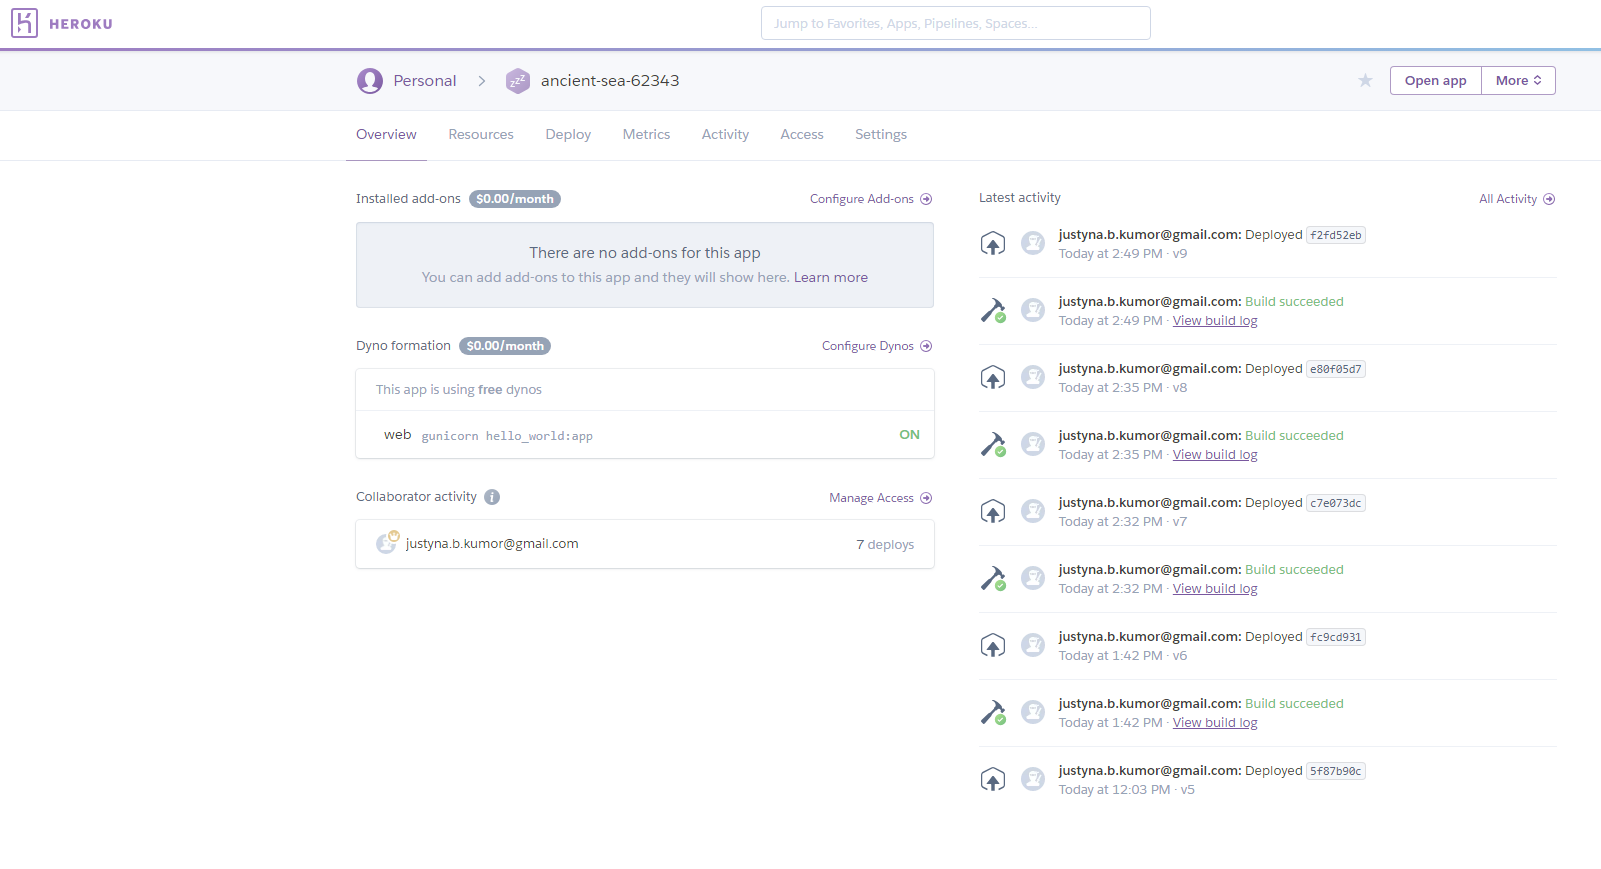 HEROKU
Jump to Favorites, Apps, Pipelines, Spaces...
Personal
zzz
ancient-sea-62343
Open app
More
Overview
Resources
Deploy
Metrics
Activity
Access
Settings
Installed add-ons
$0.00/month
Configure Add-ons
There are no add-ons for this app
You can add add-ons to this app and they will show here. Learn more
Dyno formation
$0.00/month
Configure Dynos
This app is using free dynos
web gunicorn hello_world:app
ON
Collaborator activity
i
Manage Access
justyna.b.kumor@gmail.com
7 deploys
Latest activity
All Activity
justyna.b.kumor@gmail.com: Deployed f2fd52eb
Today at 2:49 PM · v9
justyna.b.kumor@gmail.com: Build succeeded
Today at 2:49 PM · View build log
justyna.b.kumor@gmail.com: Deployed e80f05d7
Today at 2:35 PM · v8
justyna.b.kumor@gmail.com: Build succeeded
Today at 2:35 PM · View build log
justyna.b.kumor@gmail.com: Deployed c7e073dc
Today at 2:32 PM · v7
justyna.b.kumor@gmail.com: Build succeeded
Today at 2:32 PM · View build log
justyna.b.kumor@gmail.com: Deployed fc9cd931
Today at 1:42 PM · v6
justyna.b.kumor@gmail.com: Build succeeded
Today at 1:42 PM · View build log
justyna.b.kumor@gmail.com: Deployed 5f87b90c
Today at 12:03 PM · v5